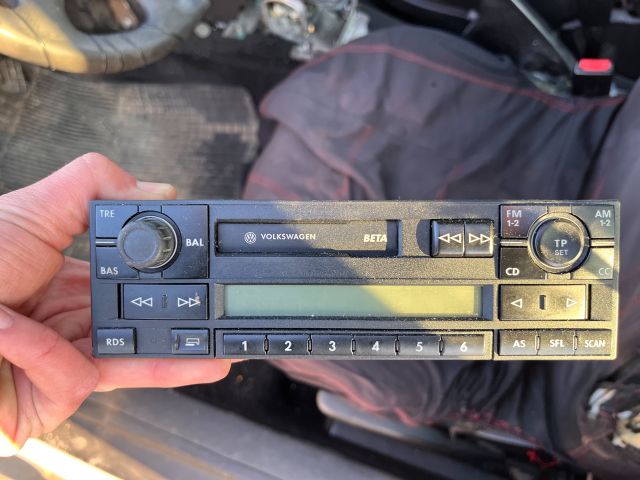 TRE
BAL
BAS
VOLKSWAGEN BETA
FM
1-2
AM
1-2
TP
SET
CD
CC
RDS
1 2 3 4 5 6
AS SFL SCAN